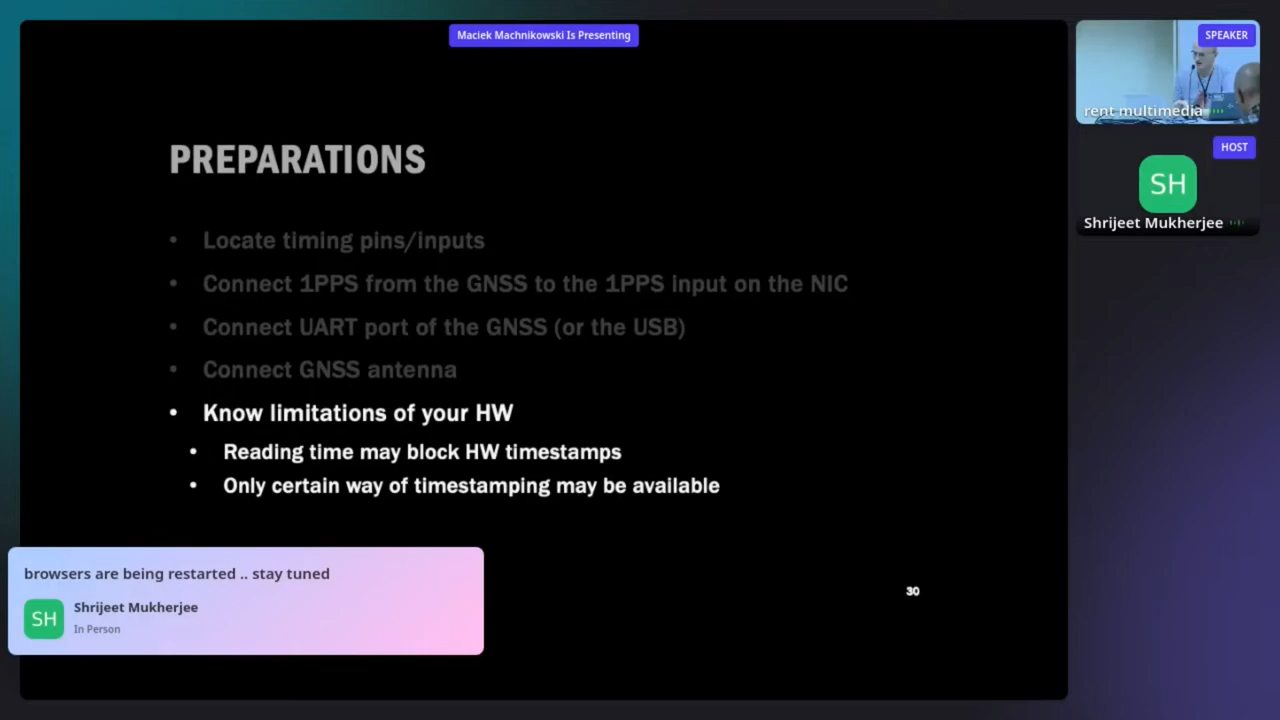 Maciek Machnikowski Is Presenting
SPEAKER
rent multimedia
HOST
SH
Shrijeet Mukherjee
PREPARATIONS
• Locate timing pins/inputs
• Connect 1PPS from the GNSS to the 1PPS input on the NIC
• Connect UART port of the GNSS (or the USB)
• Connect GNSS antenna
• Know limitations of your HW
• Reading time may block HW timestamps
• Only certain way of timestamping may be available
30
browsers are being restarted .. stay tuned
SH
Shrijeet Mukherjee
In Person